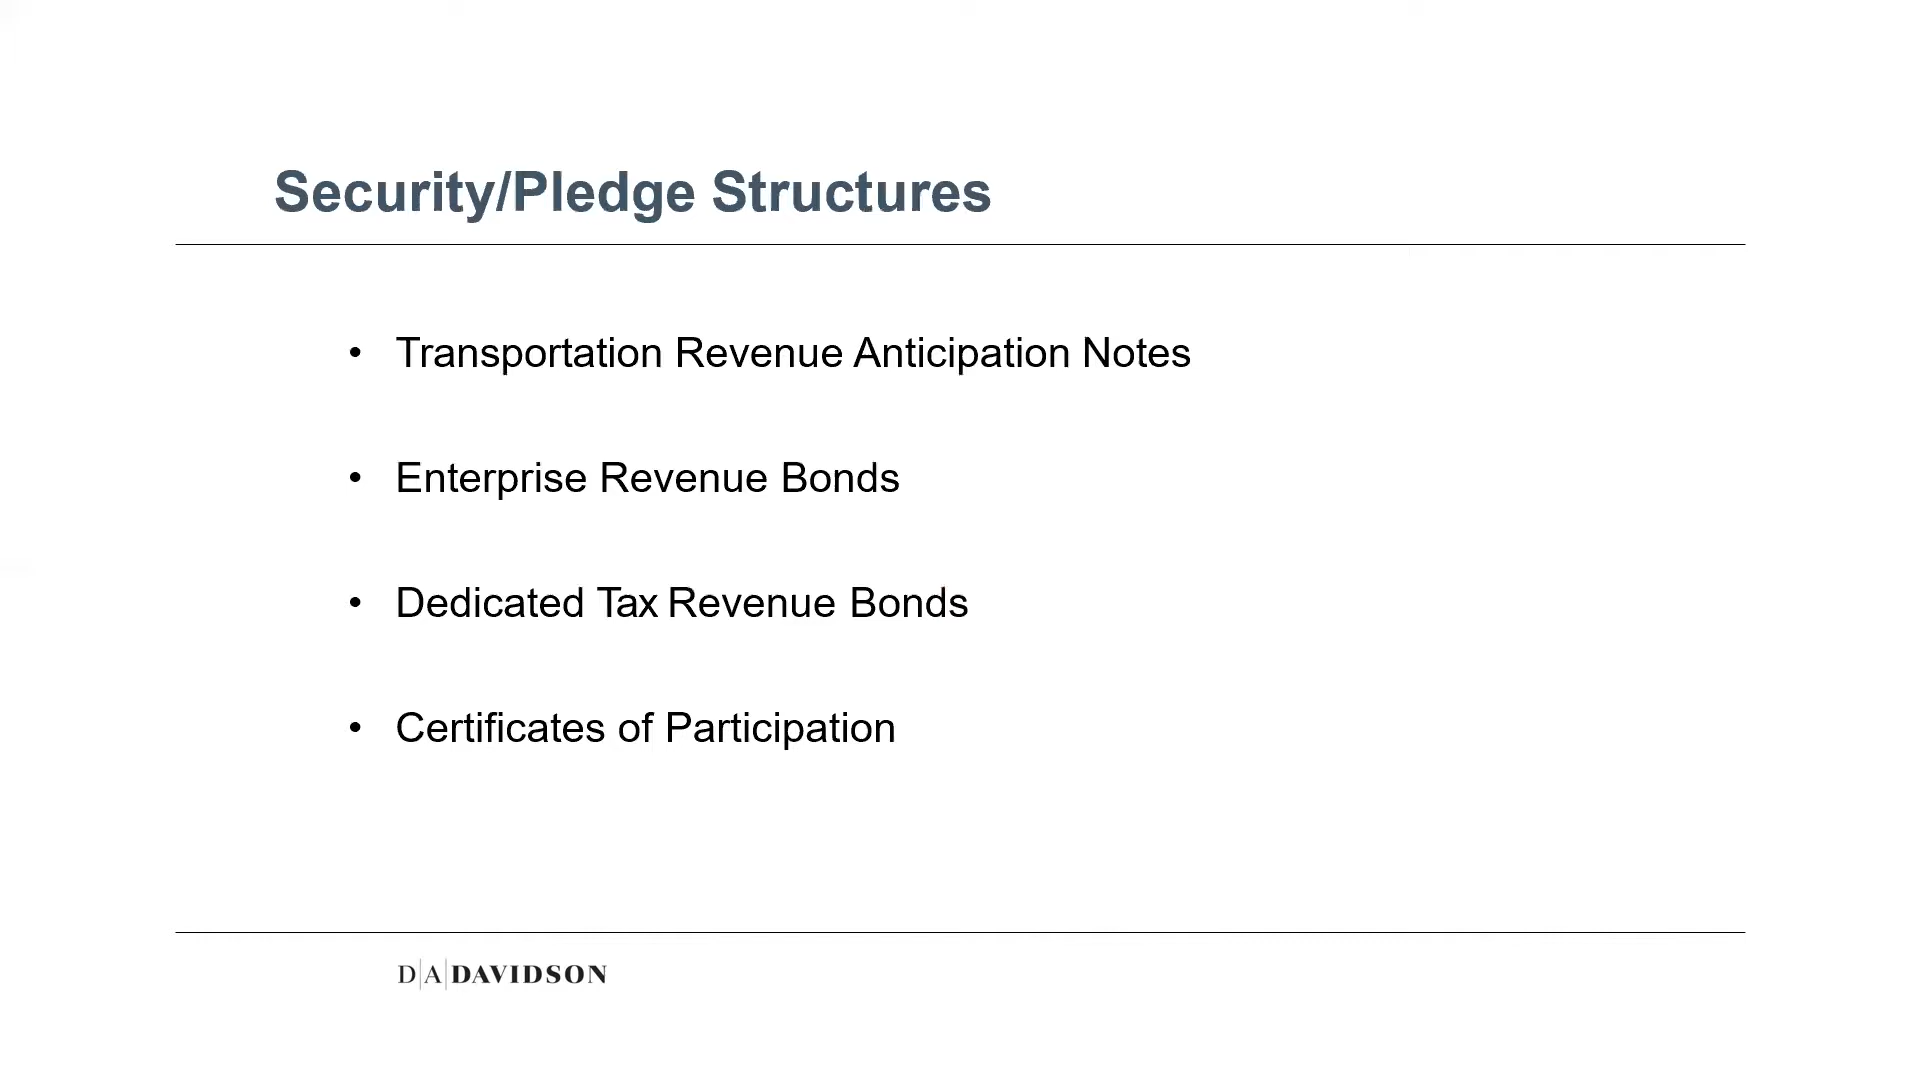 Security/Pledge Structures
• Transportation Revenue Anticipation Notes
• Enterprise Revenue Bonds
• Dedicated Tax Revenue Bonds
• Certificates of Participation
D|A|DAVIDSON